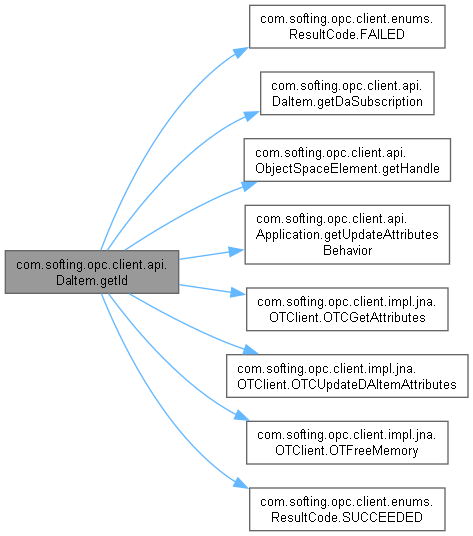 com.softing.opc.client.enums.
ResultCode.FAILED
com.softing.opc.client.api.
DaItem.getDaSubscription
com.softing.opc.client.api.
ObjectSpaceElement.getHandle
com.softing.opc.client.api.
Application.getUpdateAttributes
Behavior
com.softing.opc.client.api.
DaItem.getId
com.softing.opc.client.impl.jna.
OTClient.OTCGetAttributes
com.softing.opc.client.impl.jna.
OTClient.OTCUpdateDAItemAttributes
com.softing.opc.client.impl.jna.
OTClient.OTFreeMemory
com.softing.opc.client.enums.
ResultCode.SUCCEEDED